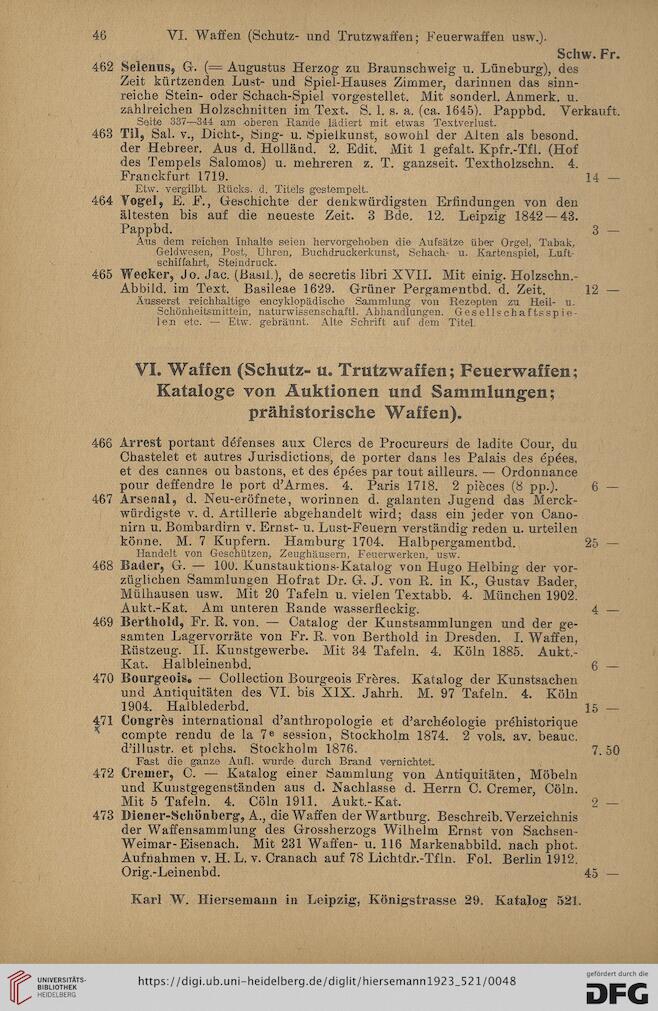 46 VI. Waffen (Schutz- und Trutzwaffen; Feuerwaffen usw.).
Schw. Fr.
462 Selenus, G. (= Augustus Herzog zu Braunschweig u. Lüneburg), des
Zeit kürtzenden Lust- und Spiel-Hauses Zimmer, darinnen das sinn-
reiche Stein- oder Schach-Spiel vorgestellet. Mit sonderl. Anmerk. u.
zahlreichen Holzschnitten im Text. S. l. s. a. (ca. 1645). Pappbd. Verkauft.
Seite 337—344 am oberen Rande lädiert mit etwas Textverlust.
463 Til, Sal. v., Dicht-, Sing- u. Spielkunst, sowohl der Alten als besond.
der Hebreer. Aus d. Holländ. 2. Edit. Mit 1 gefalt. Kpfr.-Tfl. (Hof
des Tempels Salomos) u. mehreren z. T. ganzseit. Textholzschn. 4.
Franckfurt 1719. 14 —
Etw. vergilbt. Rücks. d. Titels gestempelt.
464 Vogel, E. F., Geschichte der denkwürdigsten Erfindungen von den
ältesten bis auf die neueste Zeit. 3 Bde. 12. Leipzig 1842—43.
Pappbd. 3 —
Aus dem reichen Inhalte seien hervorgehoben die Aufsätze über Orgel, Tabak,
Geldwesen, Post, Uhren, Buchdruckerkunst, Schach- u. Kartenspiel, Luft-
schiffahrt, Steindruck.
465 Wecker, Jo. Jac. (Basil.), de secretis libri XVII. Mit einig. Holzschn.-
Abbild. im Text. Basileae 1629. Grüner Pergamentbd. d. Zeit. 12 —
Äusserst reichhaltige encyklopädische Sammlung von Rezepten zu Heil- u.
Schönheitsmitteln, naturwissenschaftl. Abhandlungen. Gesellschaftsspie-
len etc. — Etw. gebräunt. Alte Schrift auf dem Titel.
VI. Waffen (Schutz- u. Trutzwaffen; Feuerwaffen;
Kataloge von Auktionen und Sammlungen;
prähistorische Waffen).
466 Arrest portant défenses aux Clercs de Procureurs de ladite Cour, du
Chastelet et autres Jurisdictions, de porter dans les Palais des épées,
et des cannes ou bastons, et des épées par tout ailleurs. — Ordonnance
pour deffendre le port d'Armes. 4. Paris 1718. 2 pièces (8 pp.). 6 —
467 Arsenal, d. Neu-eröfnete, worinnen d. galanten Jugend das Merck-
würdigste v. d. Artillerie abgehandelt wird; dass ein jeder von Cano-
nirn u. Bombardirn v. Ernst- u. Lust-Feuern verständig reden u. urteilen
könne. M. 7 Kupfern. Hamburg 1704. Halbpergamentbd. 25 —
Handelt von Geschützen, Zeughäusern, Feuerwerken, usw.
468 Bader, G. — 100. Kunstauktions-Katalog von Hugo Helbing der vor-
züglichen Sammlungen Hofrat Dr. G. J. von R. in K., Gustav Bader,
Mülhausen usw. Mit 20 Tafeln u. vielen Textabb. 4. München 1902.
Aukt.-Kat. Am unteren Rande wasserfleckig. 4 —
469 Berthold, Fr. R. von. — Catalog der Kunstsammlungen und der ge-
samten Lagervorräte von Fr. R. von Berthold in Dresden. I. Waffen,
Rüstzeug. II. Kunstgewerbe. Mit 34 Tafeln. 4. Köln 1885. Aukt.-
Kat. Halbleinenbd. 6 —
470 Bourgeois. — Collection Bourgeois Frères. Katalog der Kunstsachen
und Antiquitäten des VI. bis XIX. Jahrh. M. 97 Tafeln. 4. Köln
1904. Halblederbd. 15 —
471 Congrès international d'anthropologie et d'archéologie préhistorique
compte rendu de la 7e session, Stockholm 1874. 2 vols. av. beauc.
d'illustr. et plchs. Stockholm 1876. 7.50
Fast die ganze Aufl. wurde durch Brand vernichtet.
472 Cremer, C. — Katalog einer Sammlung von Antiquitäten, Möbeln
und Kunstgegenständen aus d. Nachlasse d. Herrn C. Cremer, Cöln.
Mit 5 Tafeln. 4. Cöln 1911. Aukt.-Kat. 2 —
473 Diener-Schönberg, A., die Waffen der Wartburg. Beschreib. Verzeichnis
der Waffensammlung des Grossherzogs Wilhelm Ernst von Sachsen-
Weimar-Eisenach. Mit 231 Waffen- u. 116 Markenabbild. nach phot.
Aufnahmen v. H. L. v. Cranach auf 78 Lichtdr.-Tfln. Fol. Berlin 1912.
Orig.-Leinenbd. 45 —
Karl W. Hiersemann in Leipzig, Königstrasse 29. Katalog 521.
UNIVERSITÄTS-
BIBLIOTHEK
HEIDELBERG
https://digi.ub.uni-heidelberg.de/diglit/hiersemann1923_521/0048
gefördert durch die
DFG